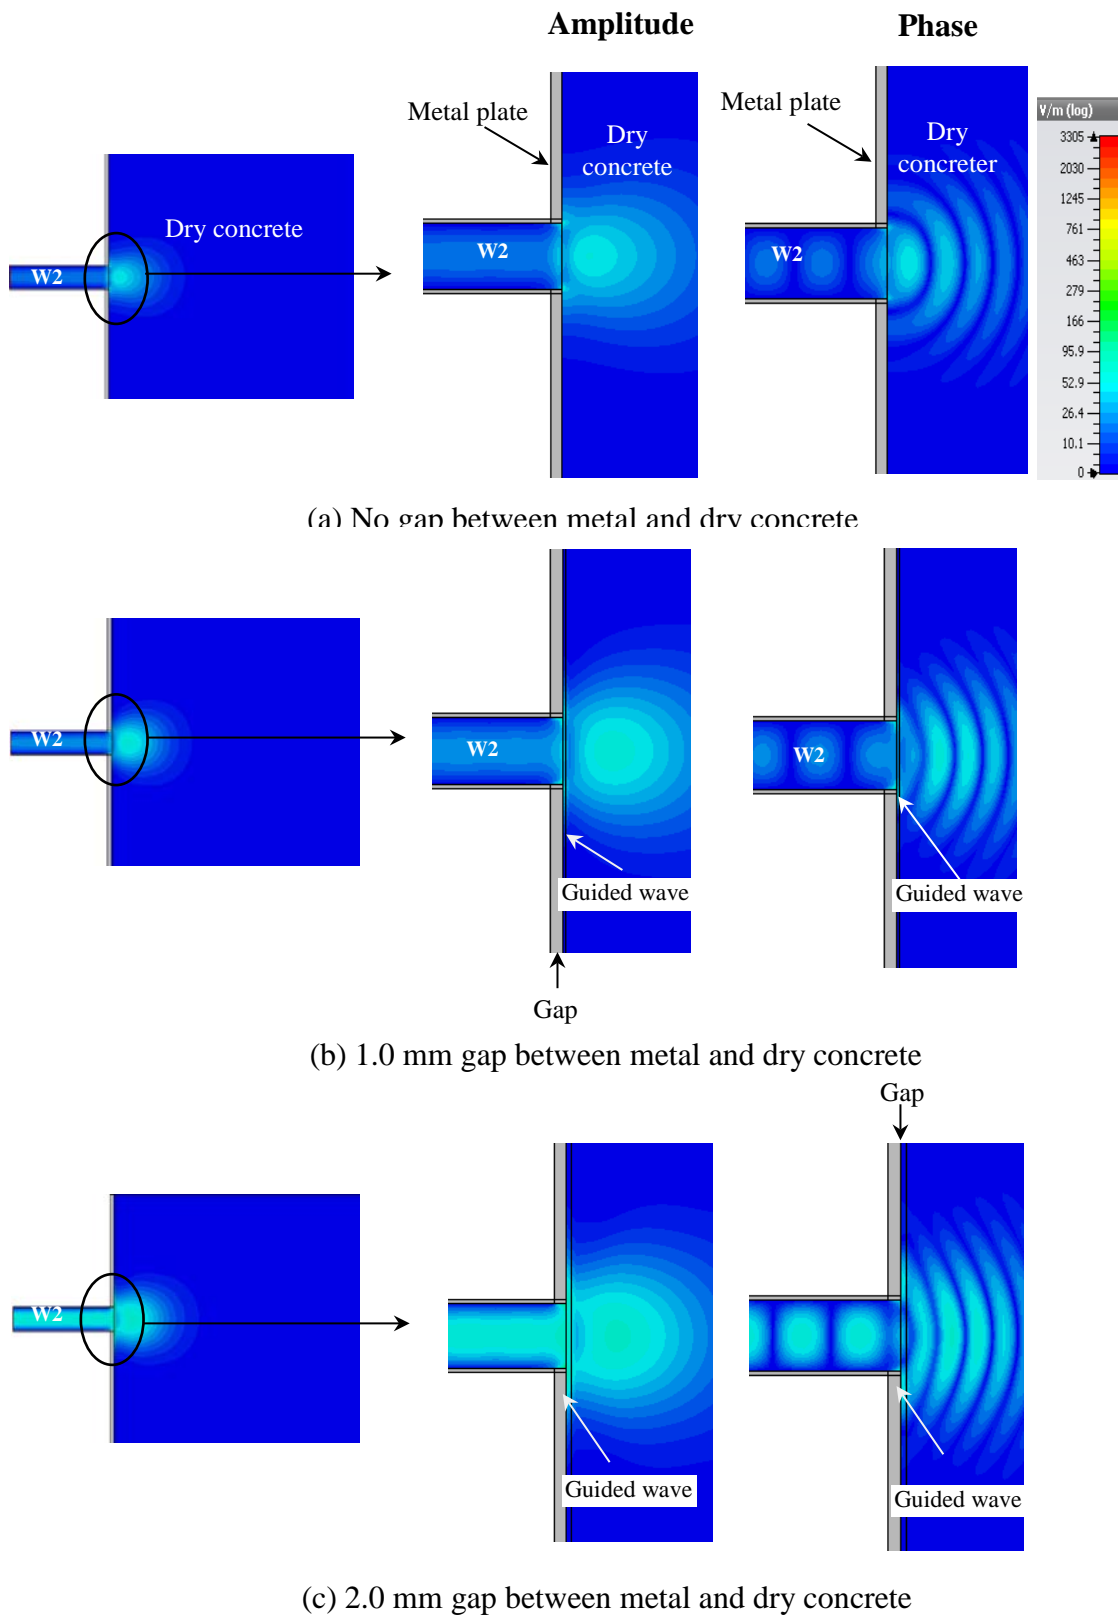 Amplitude
Phase
Metal plate
Dry
concrete
Metal plate
Dry
concreter
V/m (log)
3305
2030
1245
761
463
279
166
95.9
52.9
26.4
10.1
0
Dry concrete
W2
W2
W2
(a) No gap between metal and dry concrete
W2
W2
W2
Guided wave
Guided wave
Gap
(b) 1.0 mm gap between metal and dry concrete
Gap
W2
Guided wave
Guided wave
(c) 2.0 mm gap between metal and dry concrete